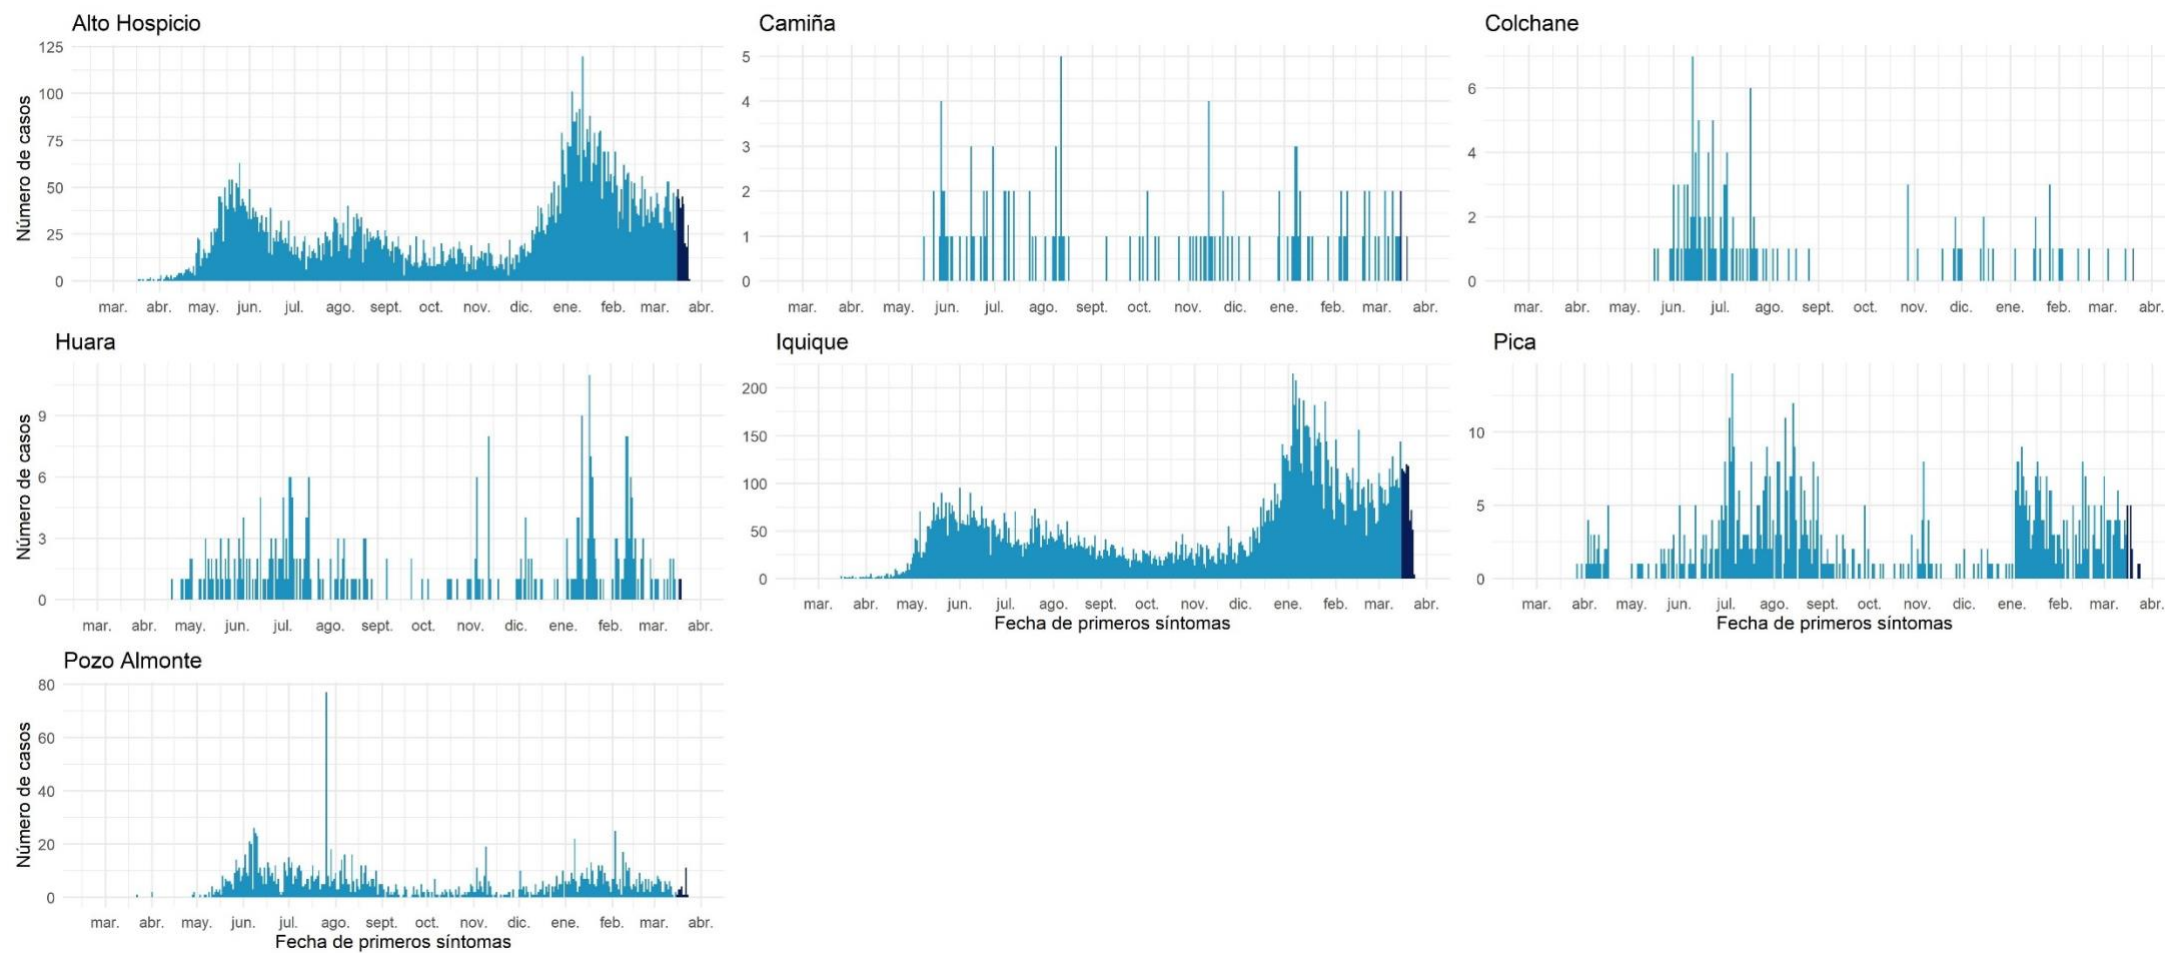 Alto Hospicio
Número de casos
125
100
75
50
25
0
mar. abr. may. jun. jul. ago. sept. oct. nov. dic. ene. feb. mar. abr.
Camiña
5
4
3
2
1
0
mar. abr. may. jun. jul. ago. sept. oct. nov. dic. ene. feb. mar. abr.
Colchane
6
4
2
0
mar. abr. may. jun. jul. ago. sept. oct. nov. dic. ene. feb. mar. abr.
Huara
Número de casos
9
6
3
0
mar. abr. may. jun. jul. ago. sept. oct. nov. dic. ene. feb. mar. abr.
Iquique
200
150
100
50
0
mar. abr. may. jun. jul. ago. sept. oct. nov. dic. ene. feb. mar. abr.
Fecha de primeros síntomas
Pica
10
5
0
mar. abr. may. jun. jul. ago. sept. oct. nov. dic. ene. feb. mar. abr.
Fecha de primeros síntomas
Pozo Almonte
Número de casos
80
60
40
20
0
mar. abr. may. jun. jul. ago. sept. oct. nov. dic. ene. feb. mar. abr.
Fecha de primeros síntomas